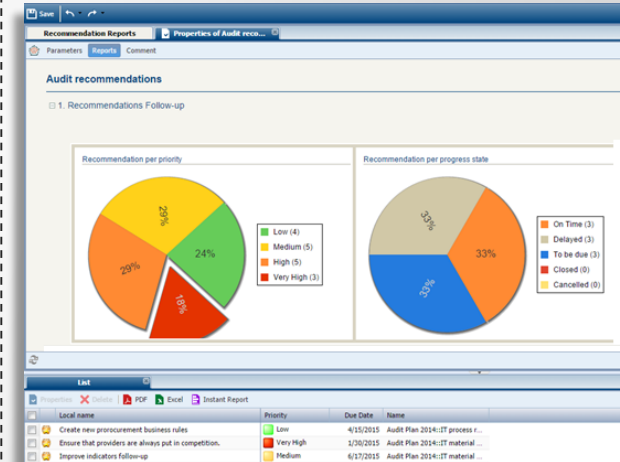 Save
Recommendation Reports Properties of Audit reco...
Parameters Reports Comment
Audit recommendations
1. Recommendations Follow-up
Recommendation per priority
29%
24%
29%
18%
Low (4)
Medium (5)
High (5)
Very High (3)
Recommendation per progress state
33%
33%
33%
On Time (3)
Delayed (3)
To be due (3)
Closed (0)
Cancelled (0)
List
Properties Delete PDF Excel Instant Report
Local name Priority Due Date Name
Create new prorocurement business rules Low 4/15/2015 Audit Plan 2014::IT process r...
Ensure that providers are always put in competition. Very High 1/30/2015 Audit Plan 2014::IT material ...
Improve indicators follow-up Medium 6/17/2015 Audit Plan 2014::IT material ...